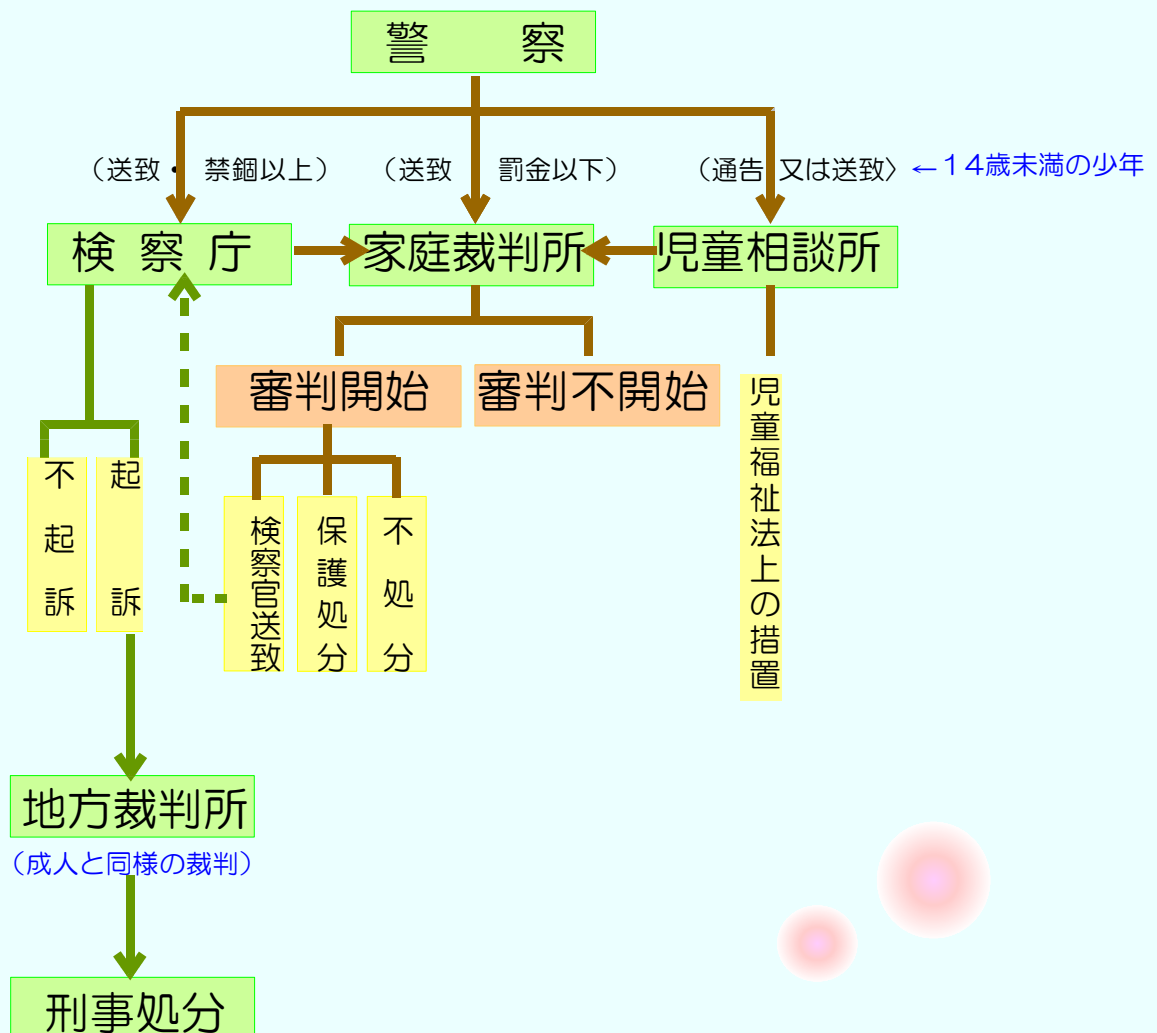 警 察
（送致・ 禁錮以上）
（送致 罰金以下）
（通告 又は送致〉
←14歳未満の少年
検 察 庁
家庭裁判所
児童相談所
審判開始
審判不開始
児童福祉法上の措置
不起訴
起訴
検察官送致
保護処分
不処分
地方裁判所
（成人と同様の裁判）
刑事処分